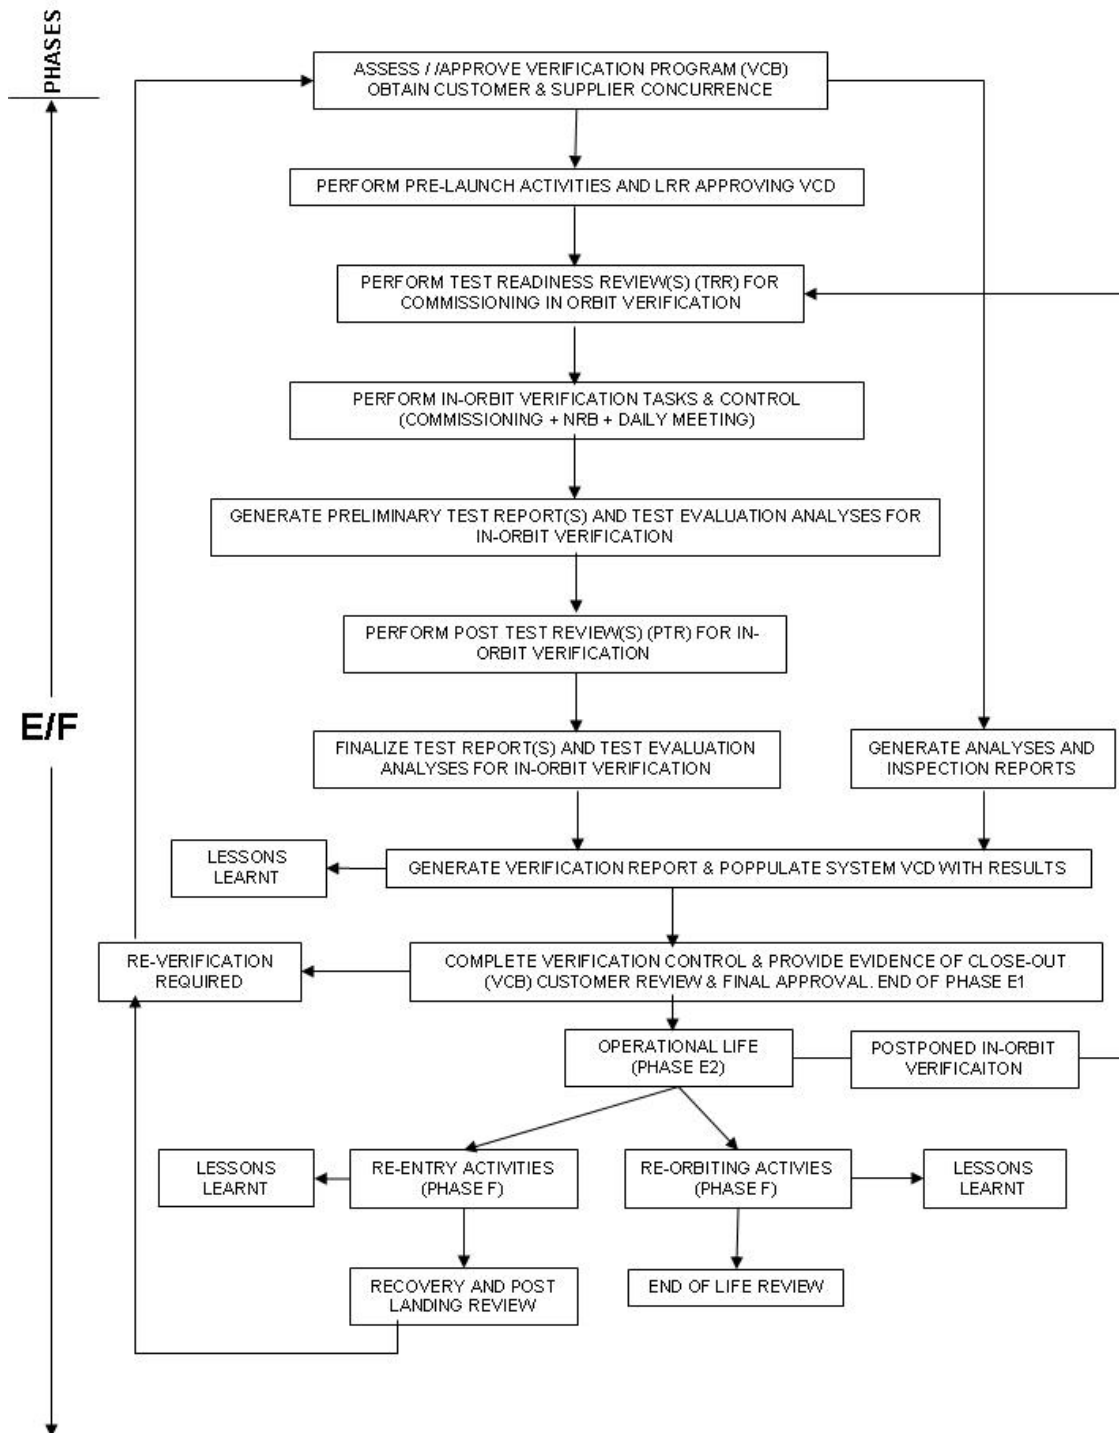 PHASES
ASSESS / /APPROVE VERIFICATION PROGRAM (VCB)
OBTAIN CUSTOMER & SUPPLIER CONCURRENCE
PERFORM PRE-LAUNCH ACTIVITIES AND LRR APPROVING VCD
PERFORM TEST READINESS REVIEW(S) (TRR) FOR
COMMISSIONING IN ORBIT VERIFICATION
PERFORM IN-ORBIT VERIFICATION TASKS & CONTROL
(COMMISSIONING + NRB + DAILY MEETING)
GENERATE PRELIMINARY TEST REPORT(S) AND TEST EVALUATION ANALYSES FOR
IN-ORBIT VERIFICATION
PERFORM POST TEST REVIEW(S) (PTR) FOR IN-
ORBIT VERIFICATION
E/F
FINALIZE TEST REPORT(S) AND TEST EVALUATION
ANALYSES FOR IN-ORBIT VERIFICATION
GENERATE ANALYSES AND
INSPECTION REPORTS
LESSONS
LEARNT
GENERATE VERIFICATION REPORT & POPPULATE SYSTEM VCD WITH RESULTS
RE-VERIFICATION
REQUIRED
COMPLETE VERIFICATION CONTROL & PROVIDE EVIDENCE OF CLOSE-OUT
(VCB) CUSTOMER REVIEW & FINAL APPROVAL. END OF PHASE E1
OPERATIONAL LIFE
(PHASE E2)
POSTPONED IN-ORBIT
VERIFICAITON
LESSONS
LEARNT
RE-ENTRY ACTIVITIES
(PHASE F)
RE-ORBITING ACTIVIES
(PHASE F)
LESSONS
LEARNT
RECOVERY AND POST
LANDING REVIEW
END OF LIFE REVIEW